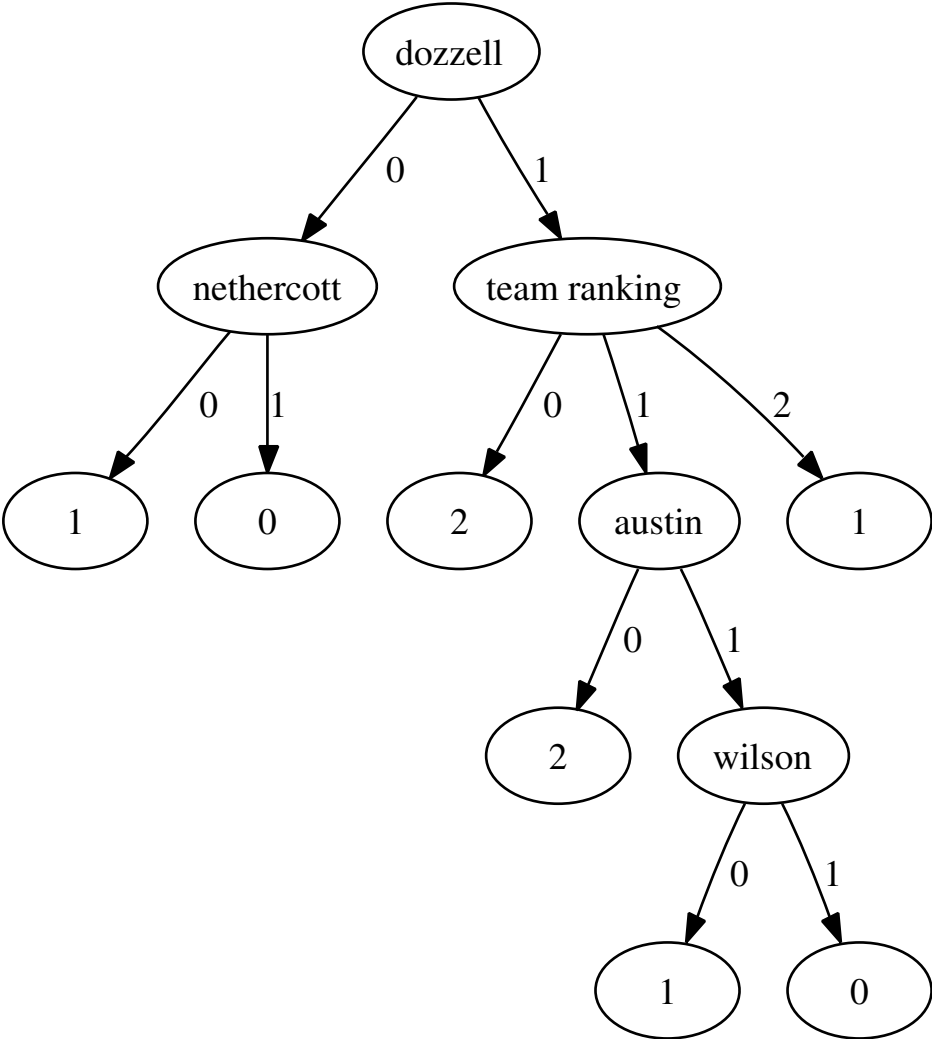 dozzell
0 1
nethercott team ranking
0 1 0 1 2
1 0 2 austin 1
0 1
2 wilson
0 1
1 0